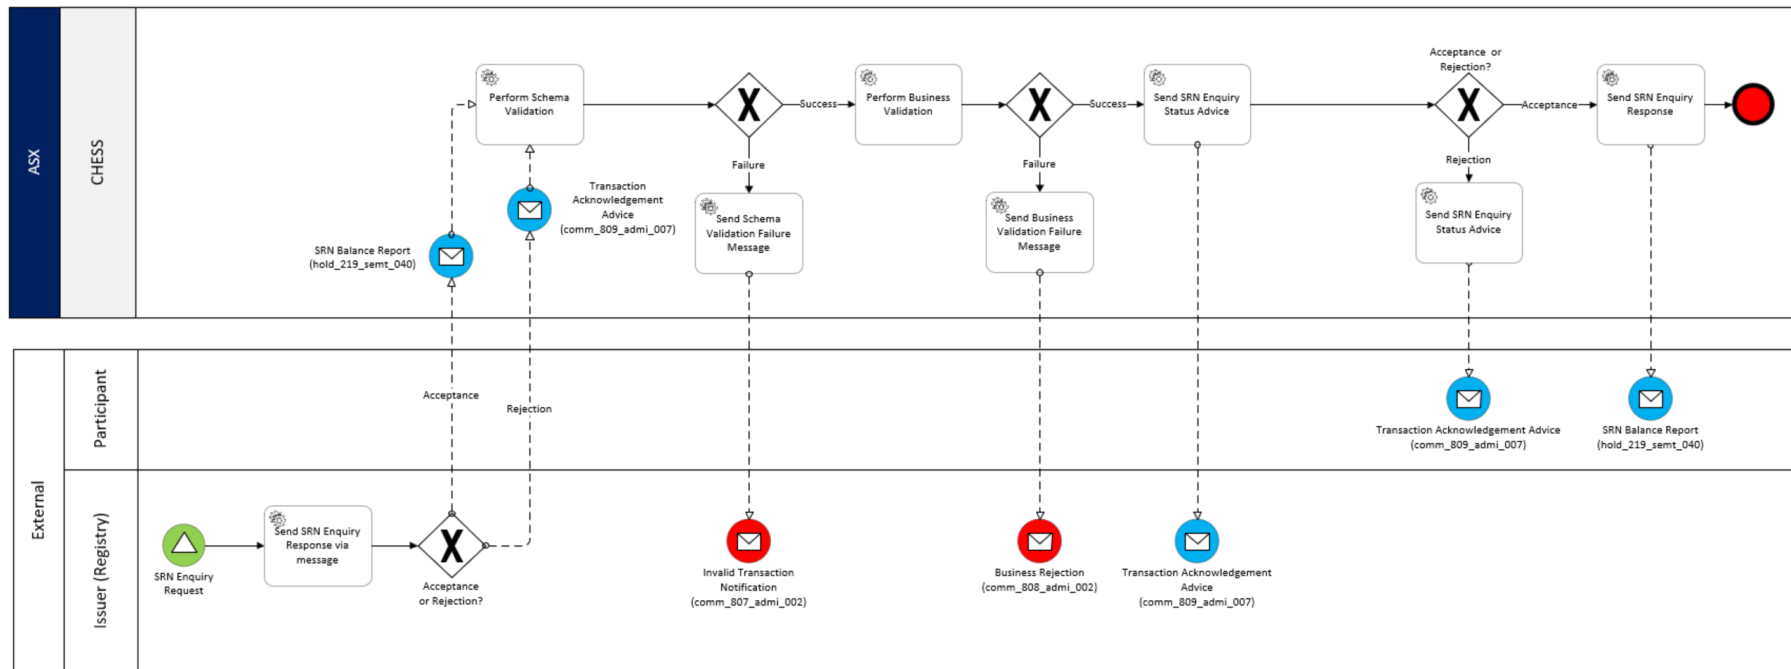 ASX
CHESS
Perform Schema
Validation
Success
Perform Business
Validation
Success
Send SRN Enquiry
Status Advice
Acceptance or
Rejection?
Acceptance
Send SRN Enquiry
Response
Failure
Failure
Rejection
Transaction
Acknowledgement
Advice
(comm_809_admi_007)
SRN Balance Report
(hold_219_semt_040)
Send Schema
Validation Failure
Message
Send Business
Validation Failure
Message
Send SRN Enquiry
Status Advice
External
Participant
Acceptance
Rejection
Transaction Acknowledgement Advice
(comm_809_admi_007)
SRN Balance Report
(hold_219_semt_040)
Issuer (Registry)
SRN Enquiry
Request
Send SRN Enquiry
Response via
message
Acceptance
or Rejection?
Invalid Transaction
Notification
(comm_807_admi_002)
Business Rejection
(comm_808_admi_002)
Transaction Acknowledgement
Advice
(comm_809_admi_007)